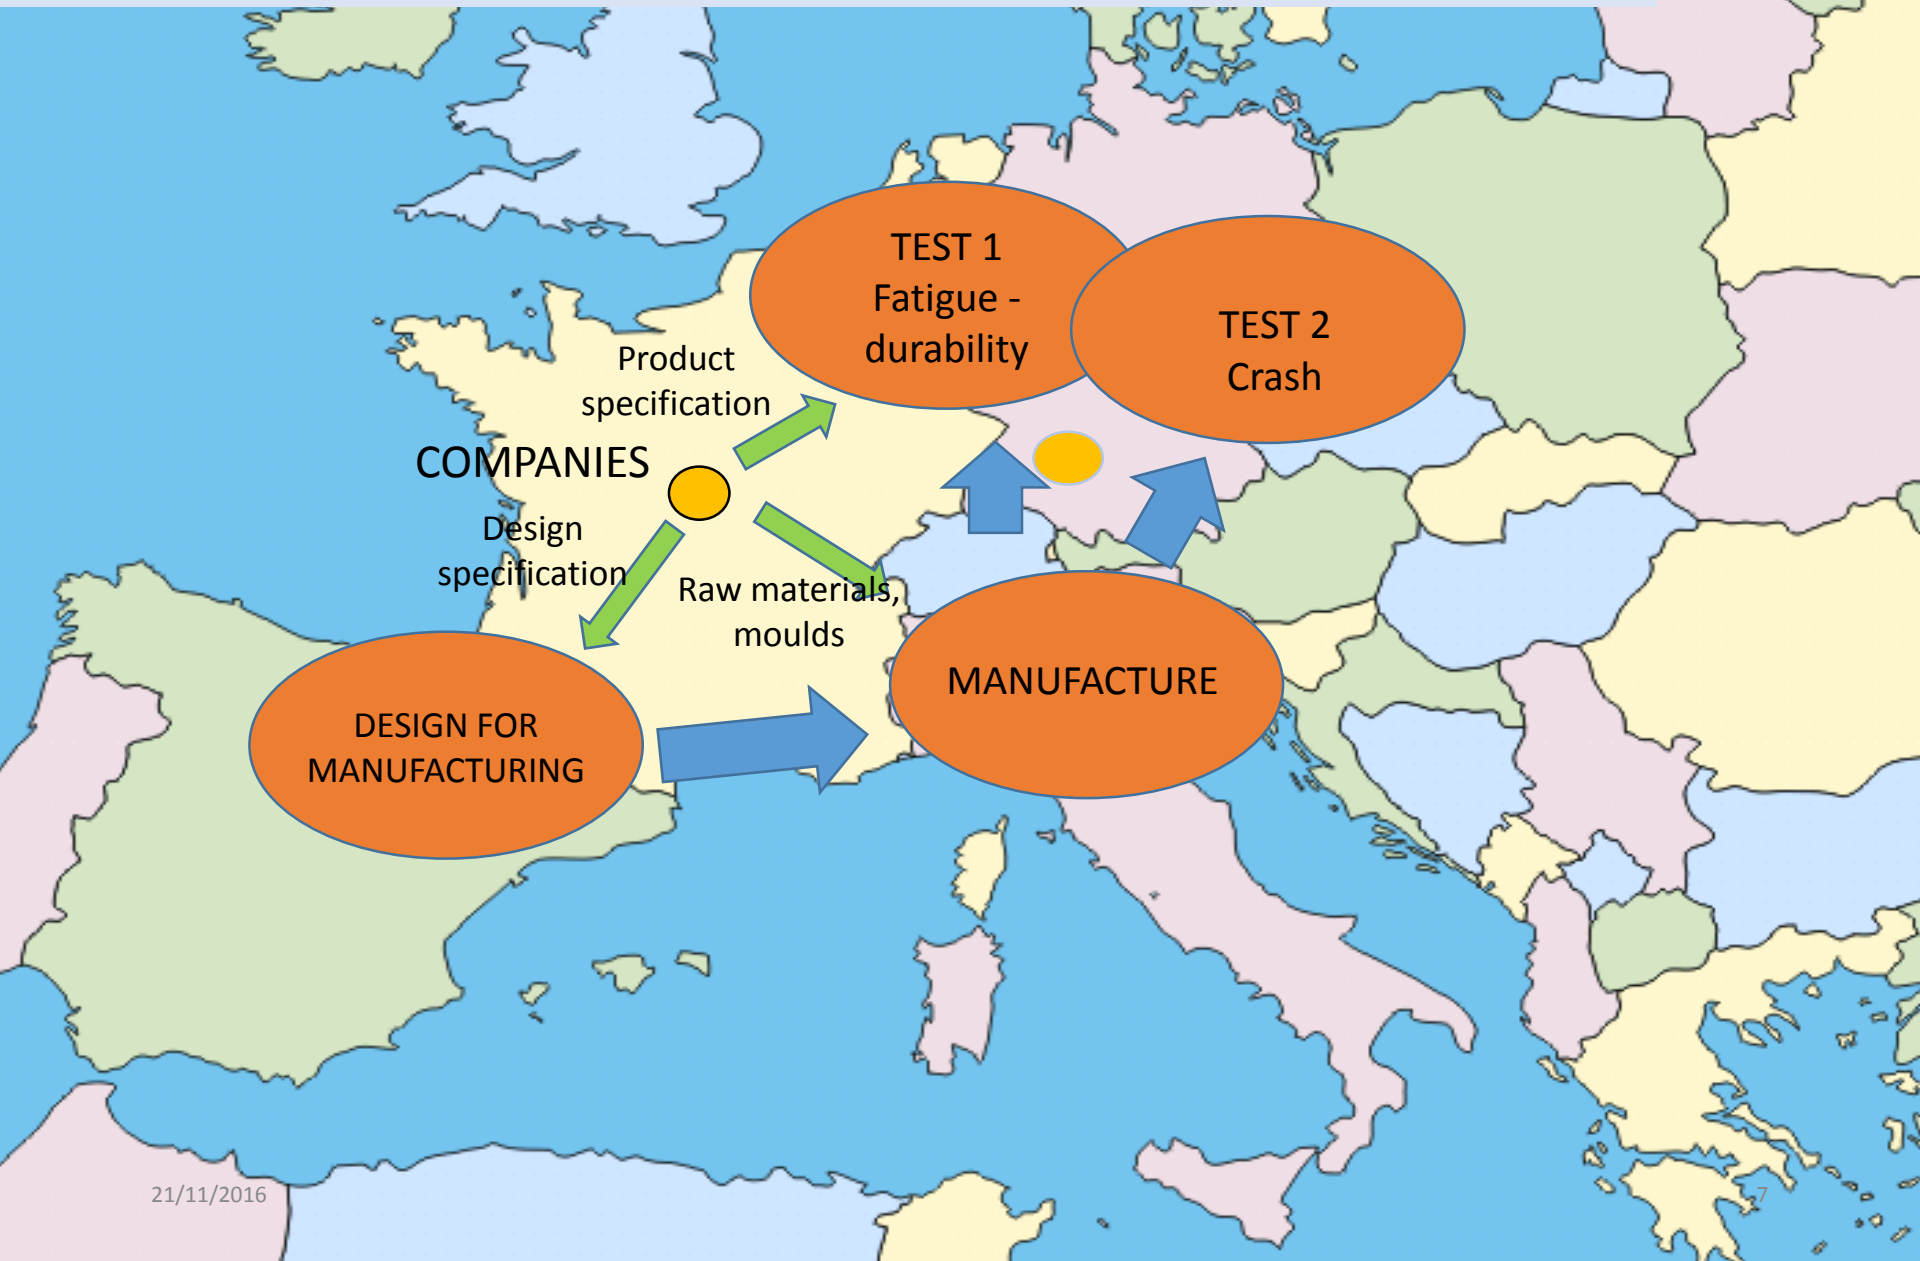 TEST 1
Fatigue -
durability
TEST 2
Crash
Product
specification
COMPANIES
Design
specification
Raw materials,
moulds
MANUFACTURE
DESIGN FOR
MANUFACTURING
21/11/2016
7